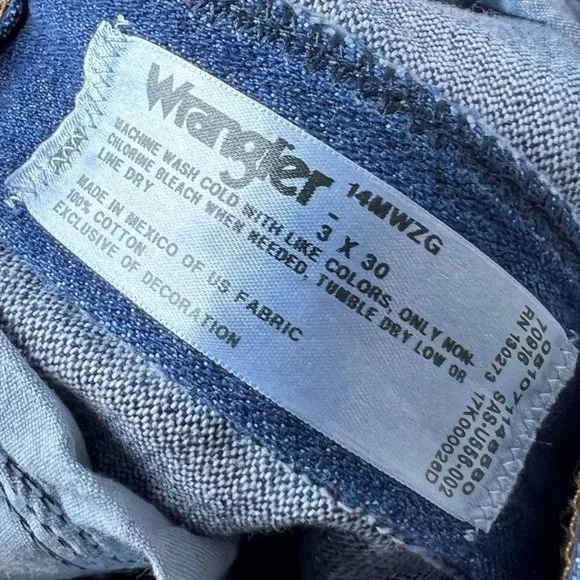 Wrangler
14MWZG
3 X 30
MACHINE WASH COLD WITH LIKE COLORS, ONLY NON-
CHLORINE BLEACH WHEN NEEDED, TUMBLE DRY LOW OR
LINE DRY
MADE IN MEXICO OF US FABRIC
100% COTTON
EXCLUSIVE OF DECORATION
RN 130273
70916
SAS-U556-002
17K000026D